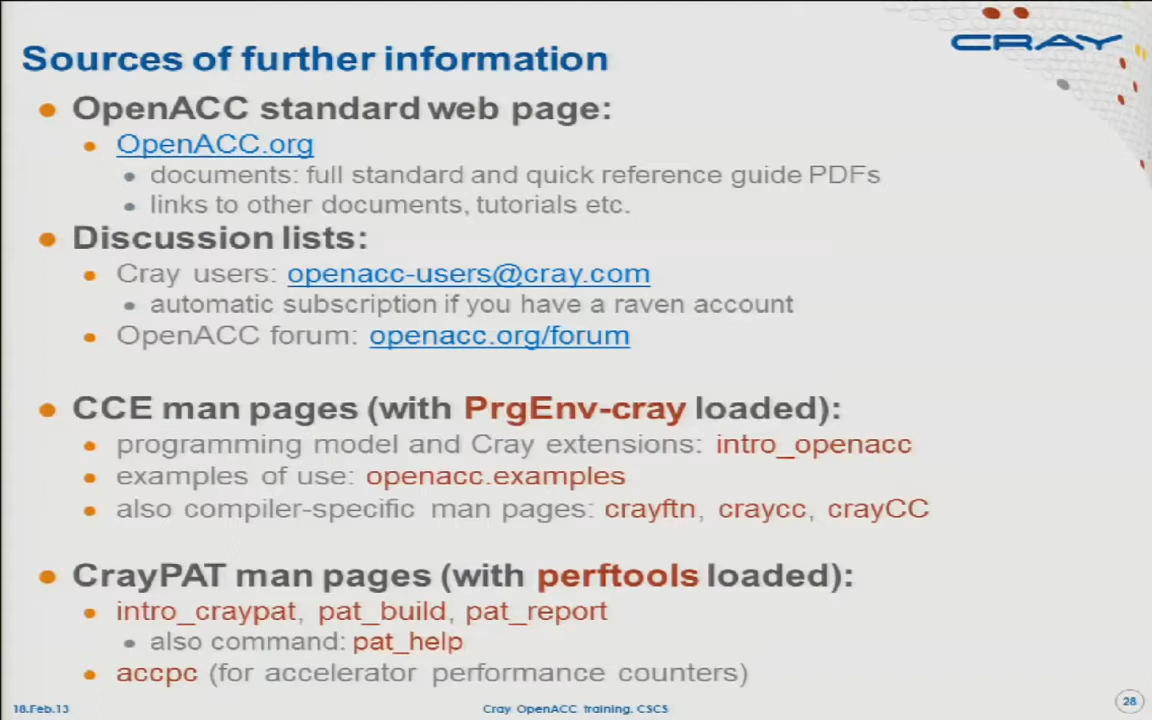 CRAY
Sources of further information
OpenACC standard web page:
OpenACC.org
documents: full standard and quick reference guide PDFs
links to other documents, tutorials etc.
Discussion lists:
Cray users: openacc-users@cray.com
automatic subscription if you have a raven account
OpenACC forum: openacc.org/forum
CCE man pages (with PrgEnv-cray loaded):
programming model and Cray extensions: intro_openacc
examples of use: openacc.examples
also compiler-specific man pages: crayftn, craycc, crayCC
CrayPAT man pages (with perftools loaded):
intro_craypat, pat_build, pat_report
also command: pat_help
accpc (for accelerator performance counters)
18.Feb.13
Cray OpenACC training. CSCS
28